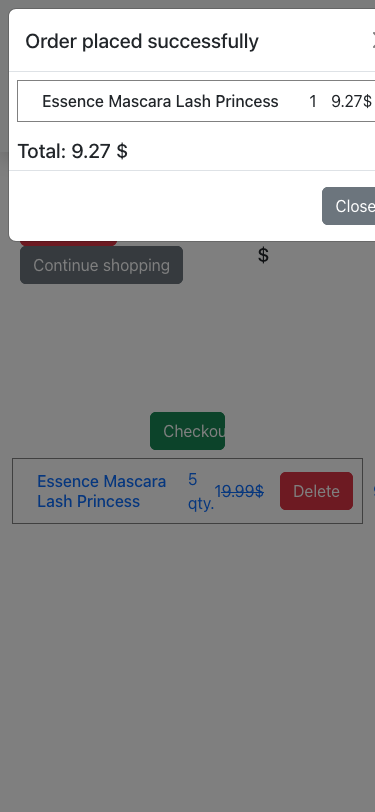 Order placed successfully
Essence Mascara Lash Princess 1 9.27$
Total: 9.27 $
Close
$
Continue shopping
Checkou
Essence Mascara Lash Princess
5 qty.
19.99$
Delete